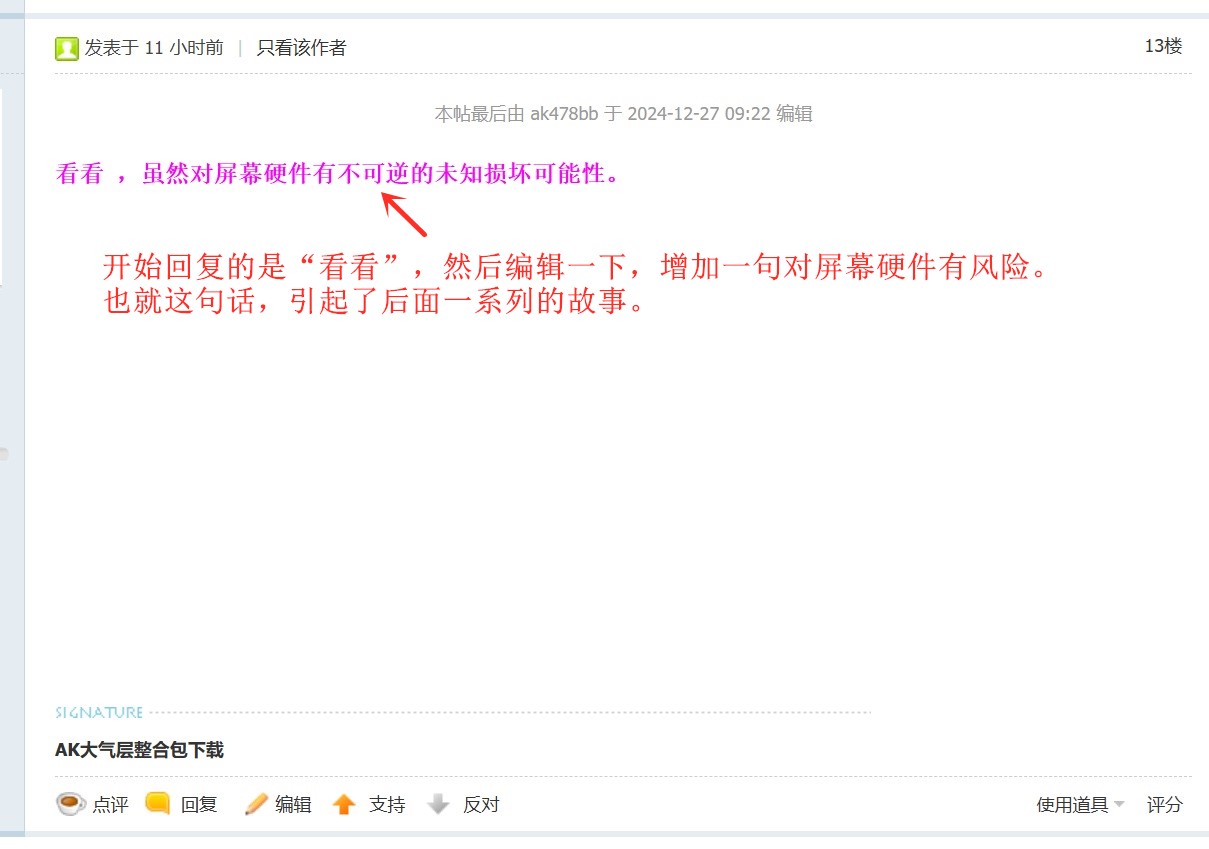 发表于 11 小时前 | 只看该作者 13楼
本帖最后由 ak478bb 于 2024-12-27 09:22 编辑
看看 ，虽然对屏幕硬件有不可逆的未知损坏可能性。
开始回复的是“看看”，然后编辑一下，增加一句对屏幕硬件有风险。
也就这句话，引起了后面一系列的故事。
SIGNATURE
AK大气层整合包下载
点评 回复 编辑 支持 反对 使用道具 评分